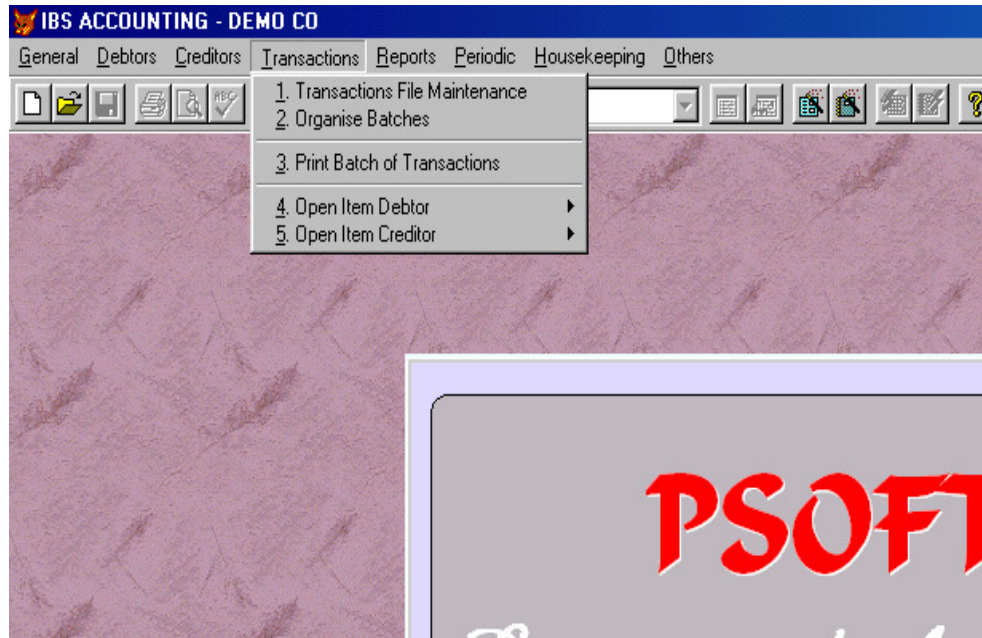 IBS ACCOUNTING - DEMO CO
General Debtors Creditors Transactions Reports Periodic Housekeeping Others
ABC
?
1. Transactions File Maintenance
2. Organise Batches
3. Print Batch of Transactions
4. Open Item Debtor
5. Open Item Creditor
PSOFT